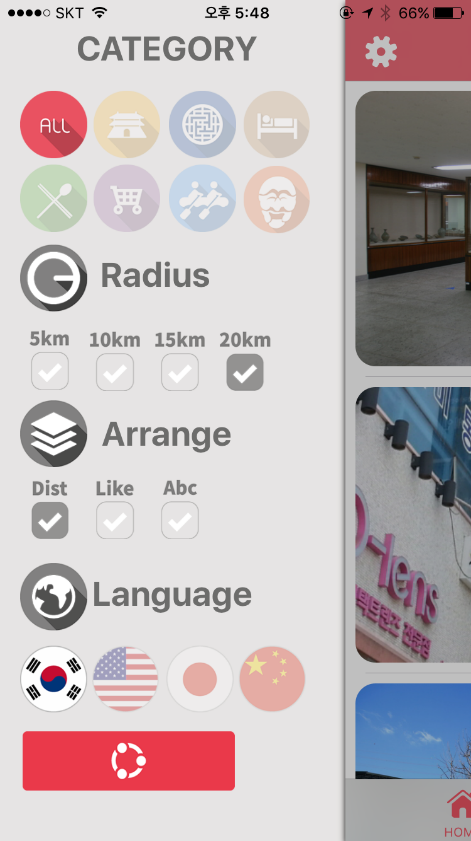 SKT 오후 5:48 66%
CATEGORY
ALL
Radius
5km 10km 15km 20km
Arrange
Dist Like Abc
Language
O-lens
HOM